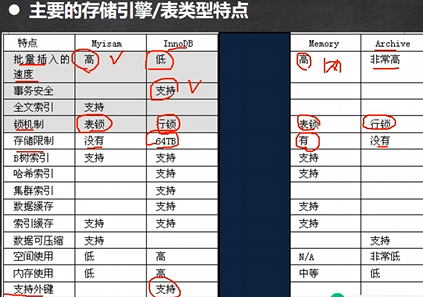 主要的存储引擎/表类型特点
特点 Myisam InnoDB Memory Archive
批量插入的速度 高 低 高 非常高
事务安全 支持
全文索引 支持
锁机制 表锁 行锁 表锁 行锁
存储限制 没有 64TB 有 没有
B树索引 支持 支持 支持
哈希索引 支持 支持
集群索引 支持
数据缓存 支持 支持
索引缓存 支持 支持 支持
数据可压缩 支持 支持
空间使用 低 高 N/A 非常低
内存使用 低 高 中等 低
支持外键 支持